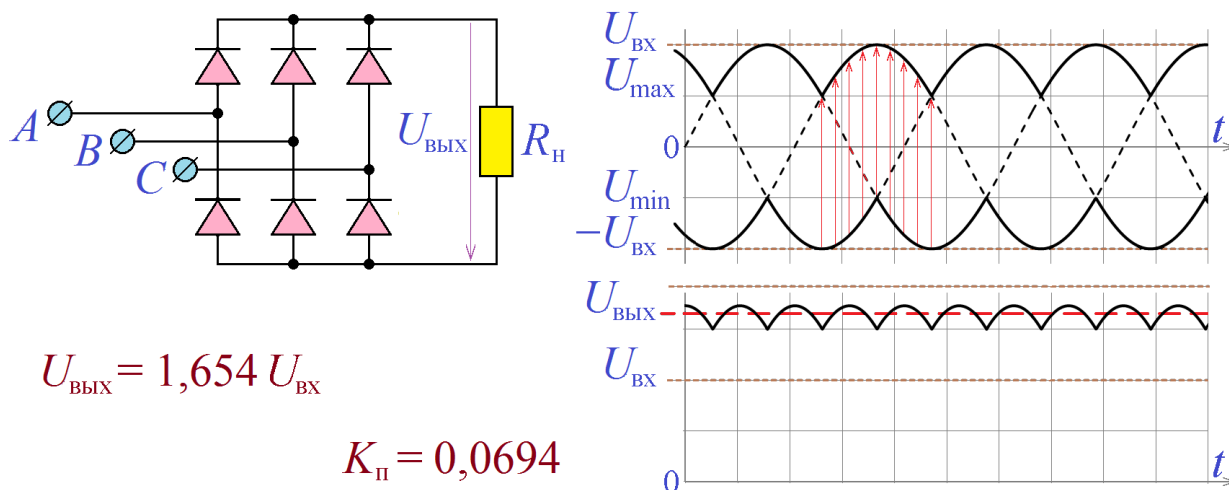 A
B
C
Uвых
Rн
Uвых = 1,654 Uвх
Kп = 0,0694
Uвх
Umax
0
Umin
−Uвх
t
Uвых
Uвх
0
t